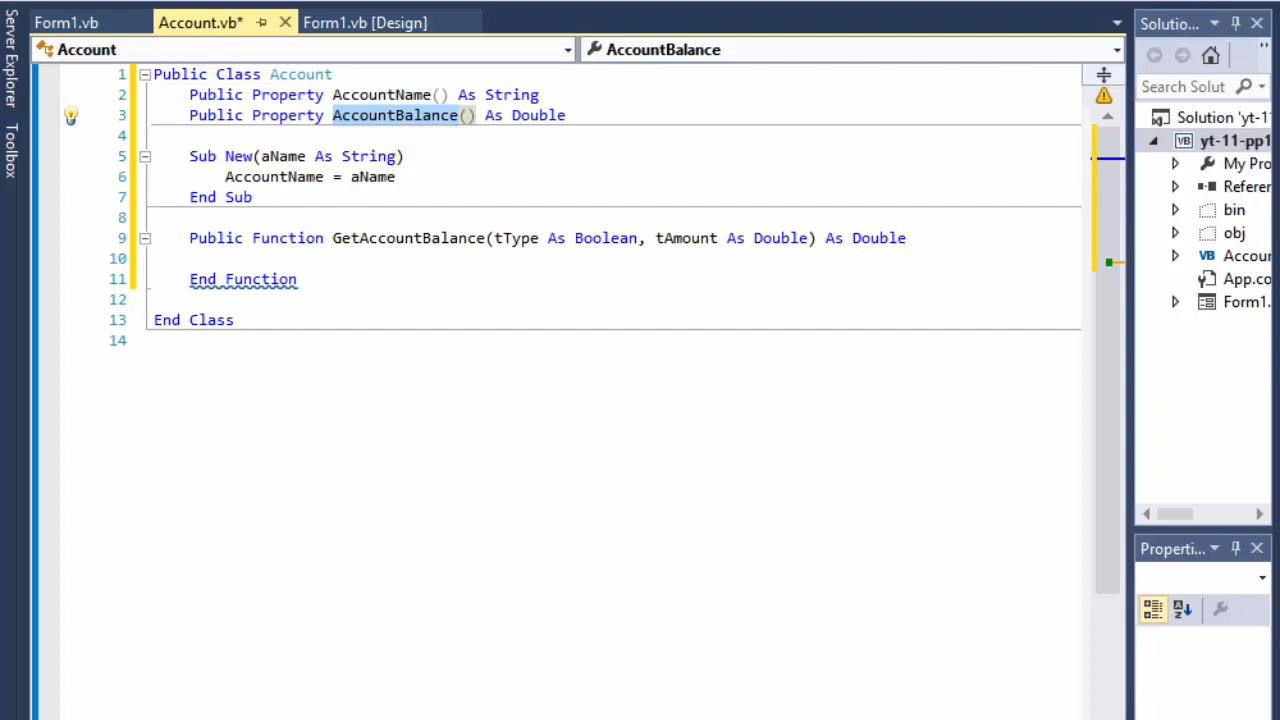 Server Explorer
Toolbox
Form1.vb
Account.vb*
Form1.vb [Design]
Account
AccountBalance
1 Public Class Account
2 Public Property AccountName() As String
3 Public Property AccountBalance() As Double
4
5 Sub New(aName As String)
6 AccountName = aName
7 End Sub
8
9 Public Function GetAccountBalance(tType As Boolean, tAmount As Double) As Double
10
11 End Function
12
13 End Class
14
Solutio...
Search Solut
Solution 'yt-1
VB yt-11-pp1
My Pro
Referer
bin
obj
VB Accour
App.co
Form1.
Properti...